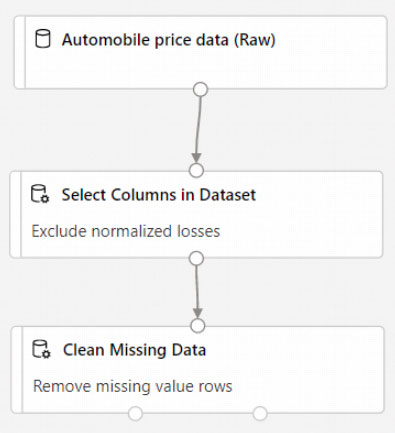 Automobile price data (Raw)
Select Columns in Dataset
Exclude normalized losses
Clean Missing Data
Remove missing value rows